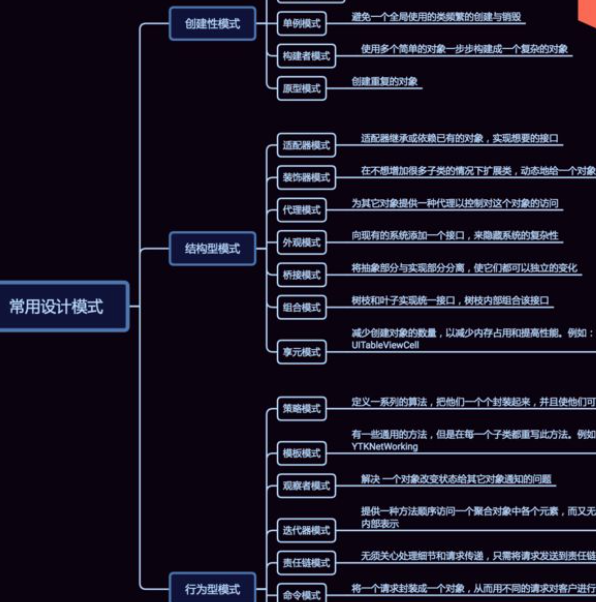 常用设计模式
创建性模式
单例模式
避免一个全局使用的类频繁的创建与销毁
构建者模式
使用多个简单的对象一步步构建成一个复杂的对象
原型模式
创建重复的对象
结构型模式
适配器模式
适配器继承或依赖已有的对象，实现想要的接口
装饰器模式
在不想增加很多子类的情况下扩展类，动态地给一个对象
代理模式
为其它对象提供一种代理以控制对这个对象的访问
外观模式
向现有的系统添加一个接口，来隐藏系统的复杂性
桥接模式
将抽象部分与实现部分分离，使它们都可以独立的变化
组合模式
树枝和叶子实现统一接口，树枝内部组合该接口
享元模式
减少创建对象的数量，以减少内存占用和提高性能。例如：
UITableViewCell
行为型模式
策略模式
定义一系列的算法，把他们一个个封装起来，并且使他们可
模板模式
有一些通用的方法，但是在每一个子类都重写此方法。例如
YTKNetWorking
观察者模式
解决 一个对象改变状态给其它对象通知的问题
迭代器模式
提供一种方法顺序访问一个聚合对象中各个元素，而又无
内部表示
责任链模式
无须关心处理细节和请求传递，只需将请求发送到责任链
命令模式
将一个请求封装成一个对象，从而用不同的请求对客户进行